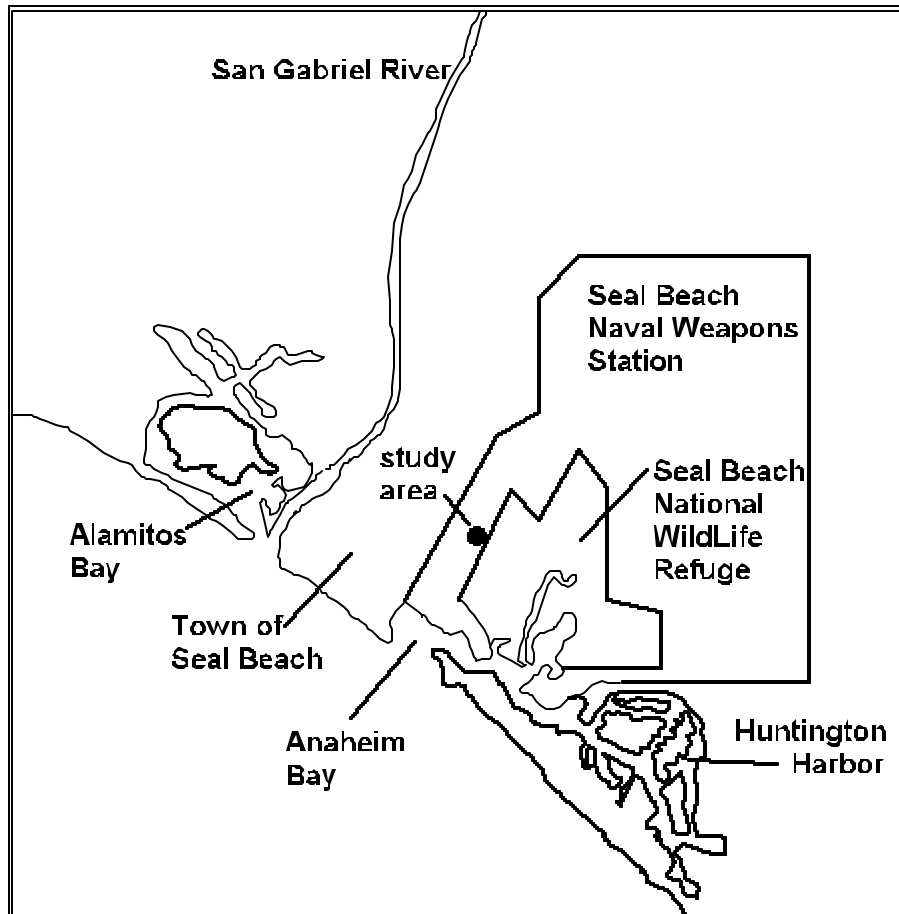 San Gabriel River
Seal Beach
Naval Weapons
Station
study
area
Seal Beach
National
WildLife
Refuge
Alamitos
Bay
Town of
Seal Beach
Anaheim
Bay
Huntington
Harbor